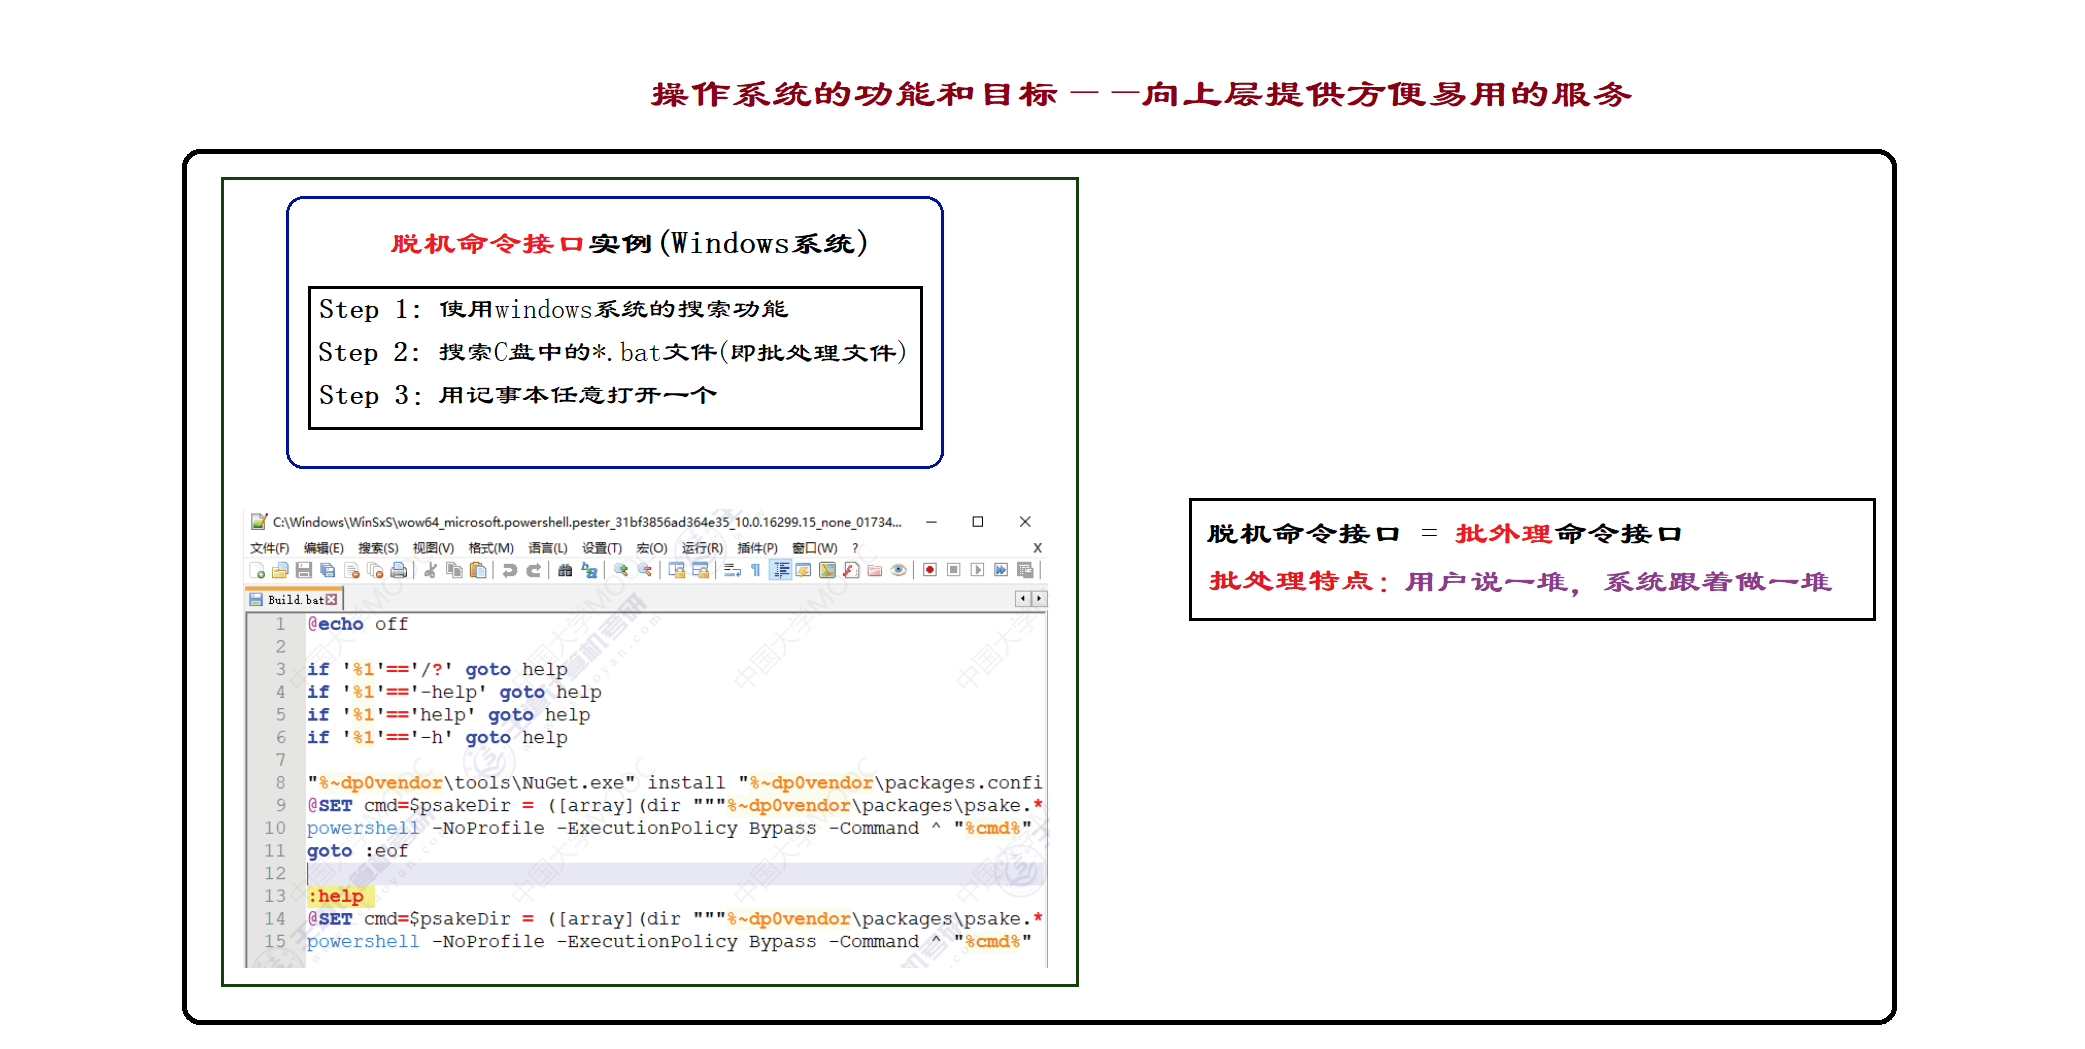 操作系统的功能和目标——向上层提供方便易用的服务
脱机命令接口实例(Windows系统)
Step 1: 使用windows系统的搜索功能
Step 2: 搜索C盘中的*.bat文件(即批处理文件)
Step 3: 用记事本任意打开一个
C:\Windows\WinSxS\wow64_microsoft.powershell.pester_31bf3856ad364e35_10.0.16299.15_none_01734...
文件(F) 编辑(E) 搜索(S) 视图(V) 格式(M) 语言(L) 设置(T) 宏(O) 运行(R) 插件(P) 窗口(W) ? X
Build.bat
1 @echo off
2
3 if '%1'=='/?' goto help
4 if '%1'=='-help' goto help
5 if '%1'=='help' goto help
6 if '%1'=='-h' goto help
7
8 "%~dp0vendor\tools\NuGet.exe" install "%~dp0vendor\packages.confi
9 @SET cmd=$psakeDir = ([array](dir """%~dp0vendor\packages\psake.*
10 powershell -NoProfile -ExecutionPolicy Bypass -Command ^ "%cmd%"
11 goto :eof
12
13 :help
14 @SET cmd=$psakeDir = ([array](dir """%~dp0vendor\packages\psake.*
15 powershell -NoProfile -ExecutionPolicy Bypass -Command ^ "%cmd%"
脱机命令接口 = 批外理命令接口
批处理特点: 用户说一堆, 系统跟着做一堆